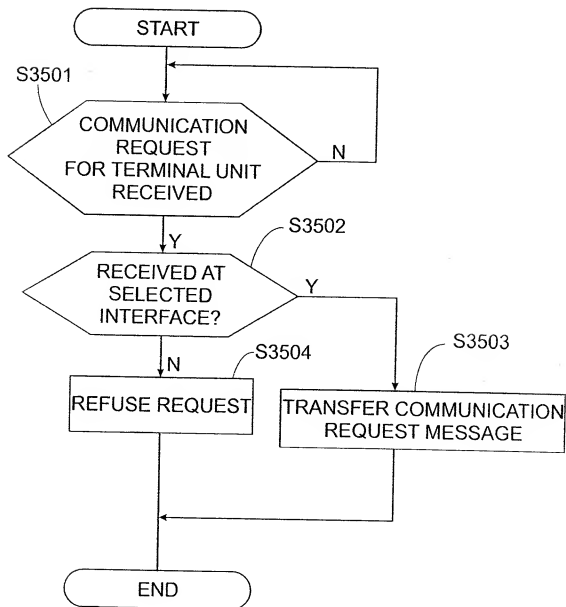 START
S3501
COMMUNICATION
REQUEST
FOR TERMINAL UNIT
RECEIVED
N
Y
S3502
RECEIVED AT
SELECTED
INTERFACE?
Y
N
S3504
S3503
REFUSE REQUEST
TRANSFER COMMUNICATION
REQUEST MESSAGE
END